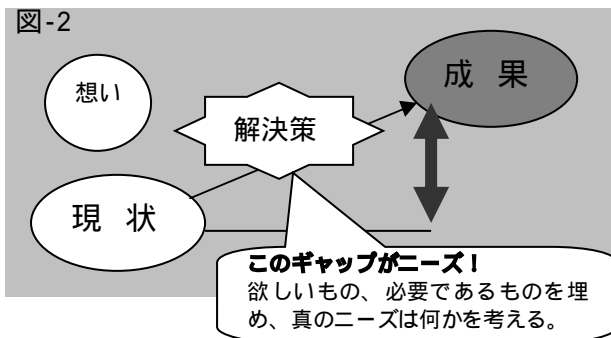 図-2
想い
成 果
解決策
現 状
このギャップがニーズ！
欲しいもの、必要であるものを埋
め、真のニーズは何かを考える。